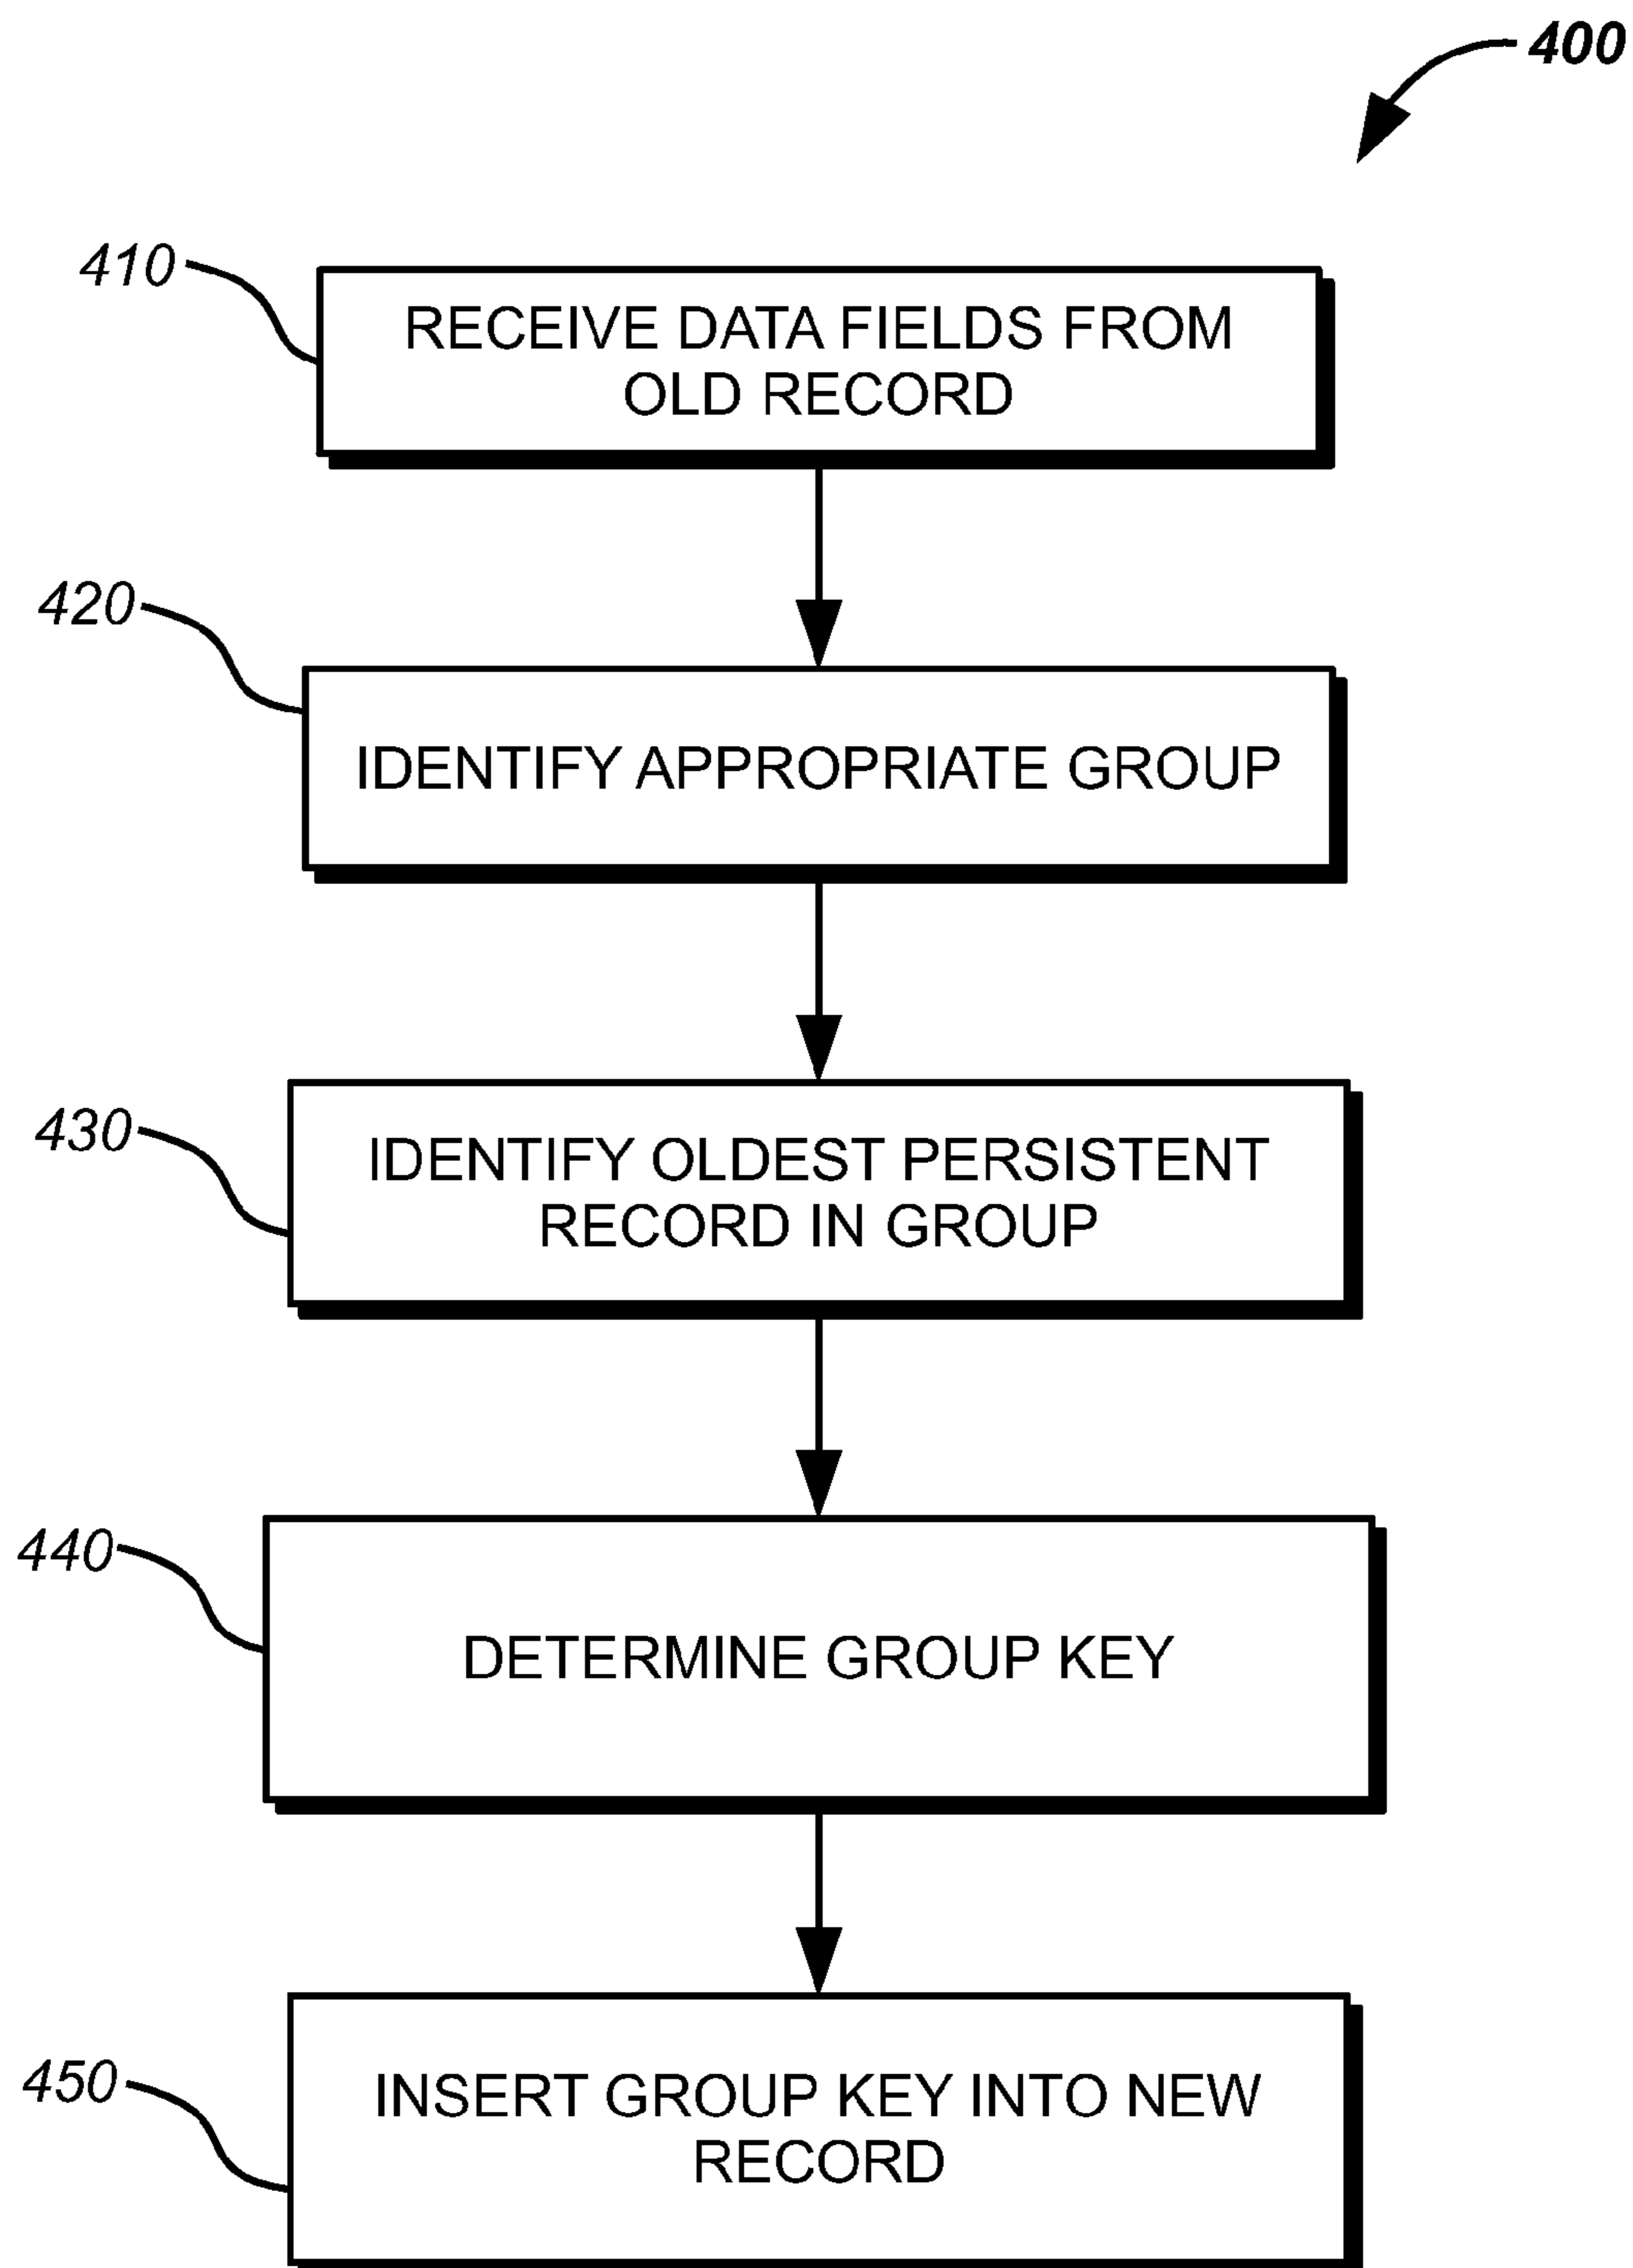 400
410
RECEIVE DATA FIELDS FROM
OLD RECORD
420
IDENTIFY APPROPRIATE GROUP
430
IDENTIFY OLDEST PERSISTENT
RECORD IN GROUP
440
DETERMINE GROUP KEY
450
INSERT GROUP KEY INTO NEW
RECORD